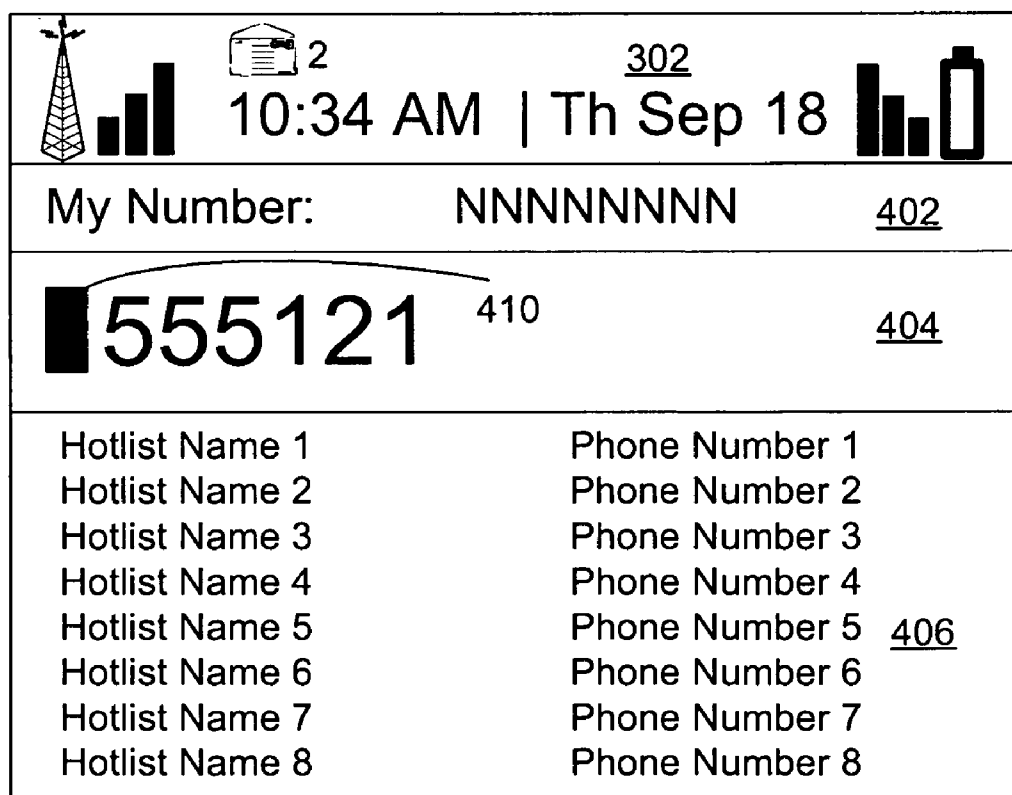 2 302
10:34 AM | Th Sep 18
My Number: NNNNNNNN 402
555121 410 404
Hotlist Name 1 Phone Number 1
Hotlist Name 2 Phone Number 2
Hotlist Name 3 Phone Number 3
Hotlist Name 4 Phone Number 4
Hotlist Name 5 Phone Number 5 406
Hotlist Name 6 Phone Number 6
Hotlist Name 7 Phone Number 7
Hotlist Name 8 Phone Number 8